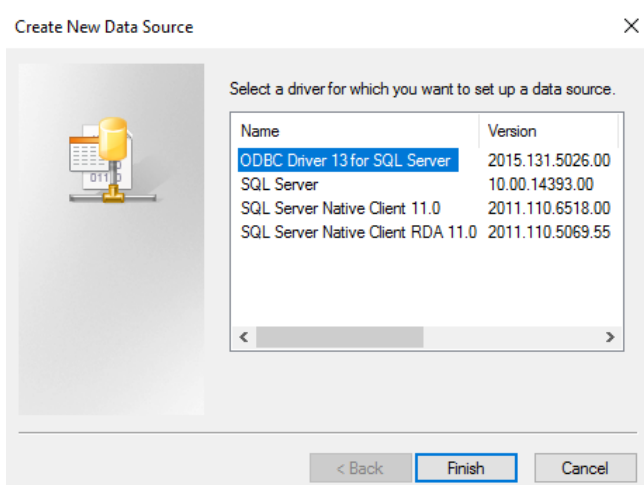 Create New Data Source
Select a driver for which you want to set up a data source.
Name Version
ODBC Driver 13 for SQL Server 2015.131.5026.00
SQL Server 10.00.14393.00
SQL Server Native Client 11.0 2011.110.6518.00
SQL Server Native Client RDA 11.0 2011.110.5069.55
011
< Back Finish Cancel